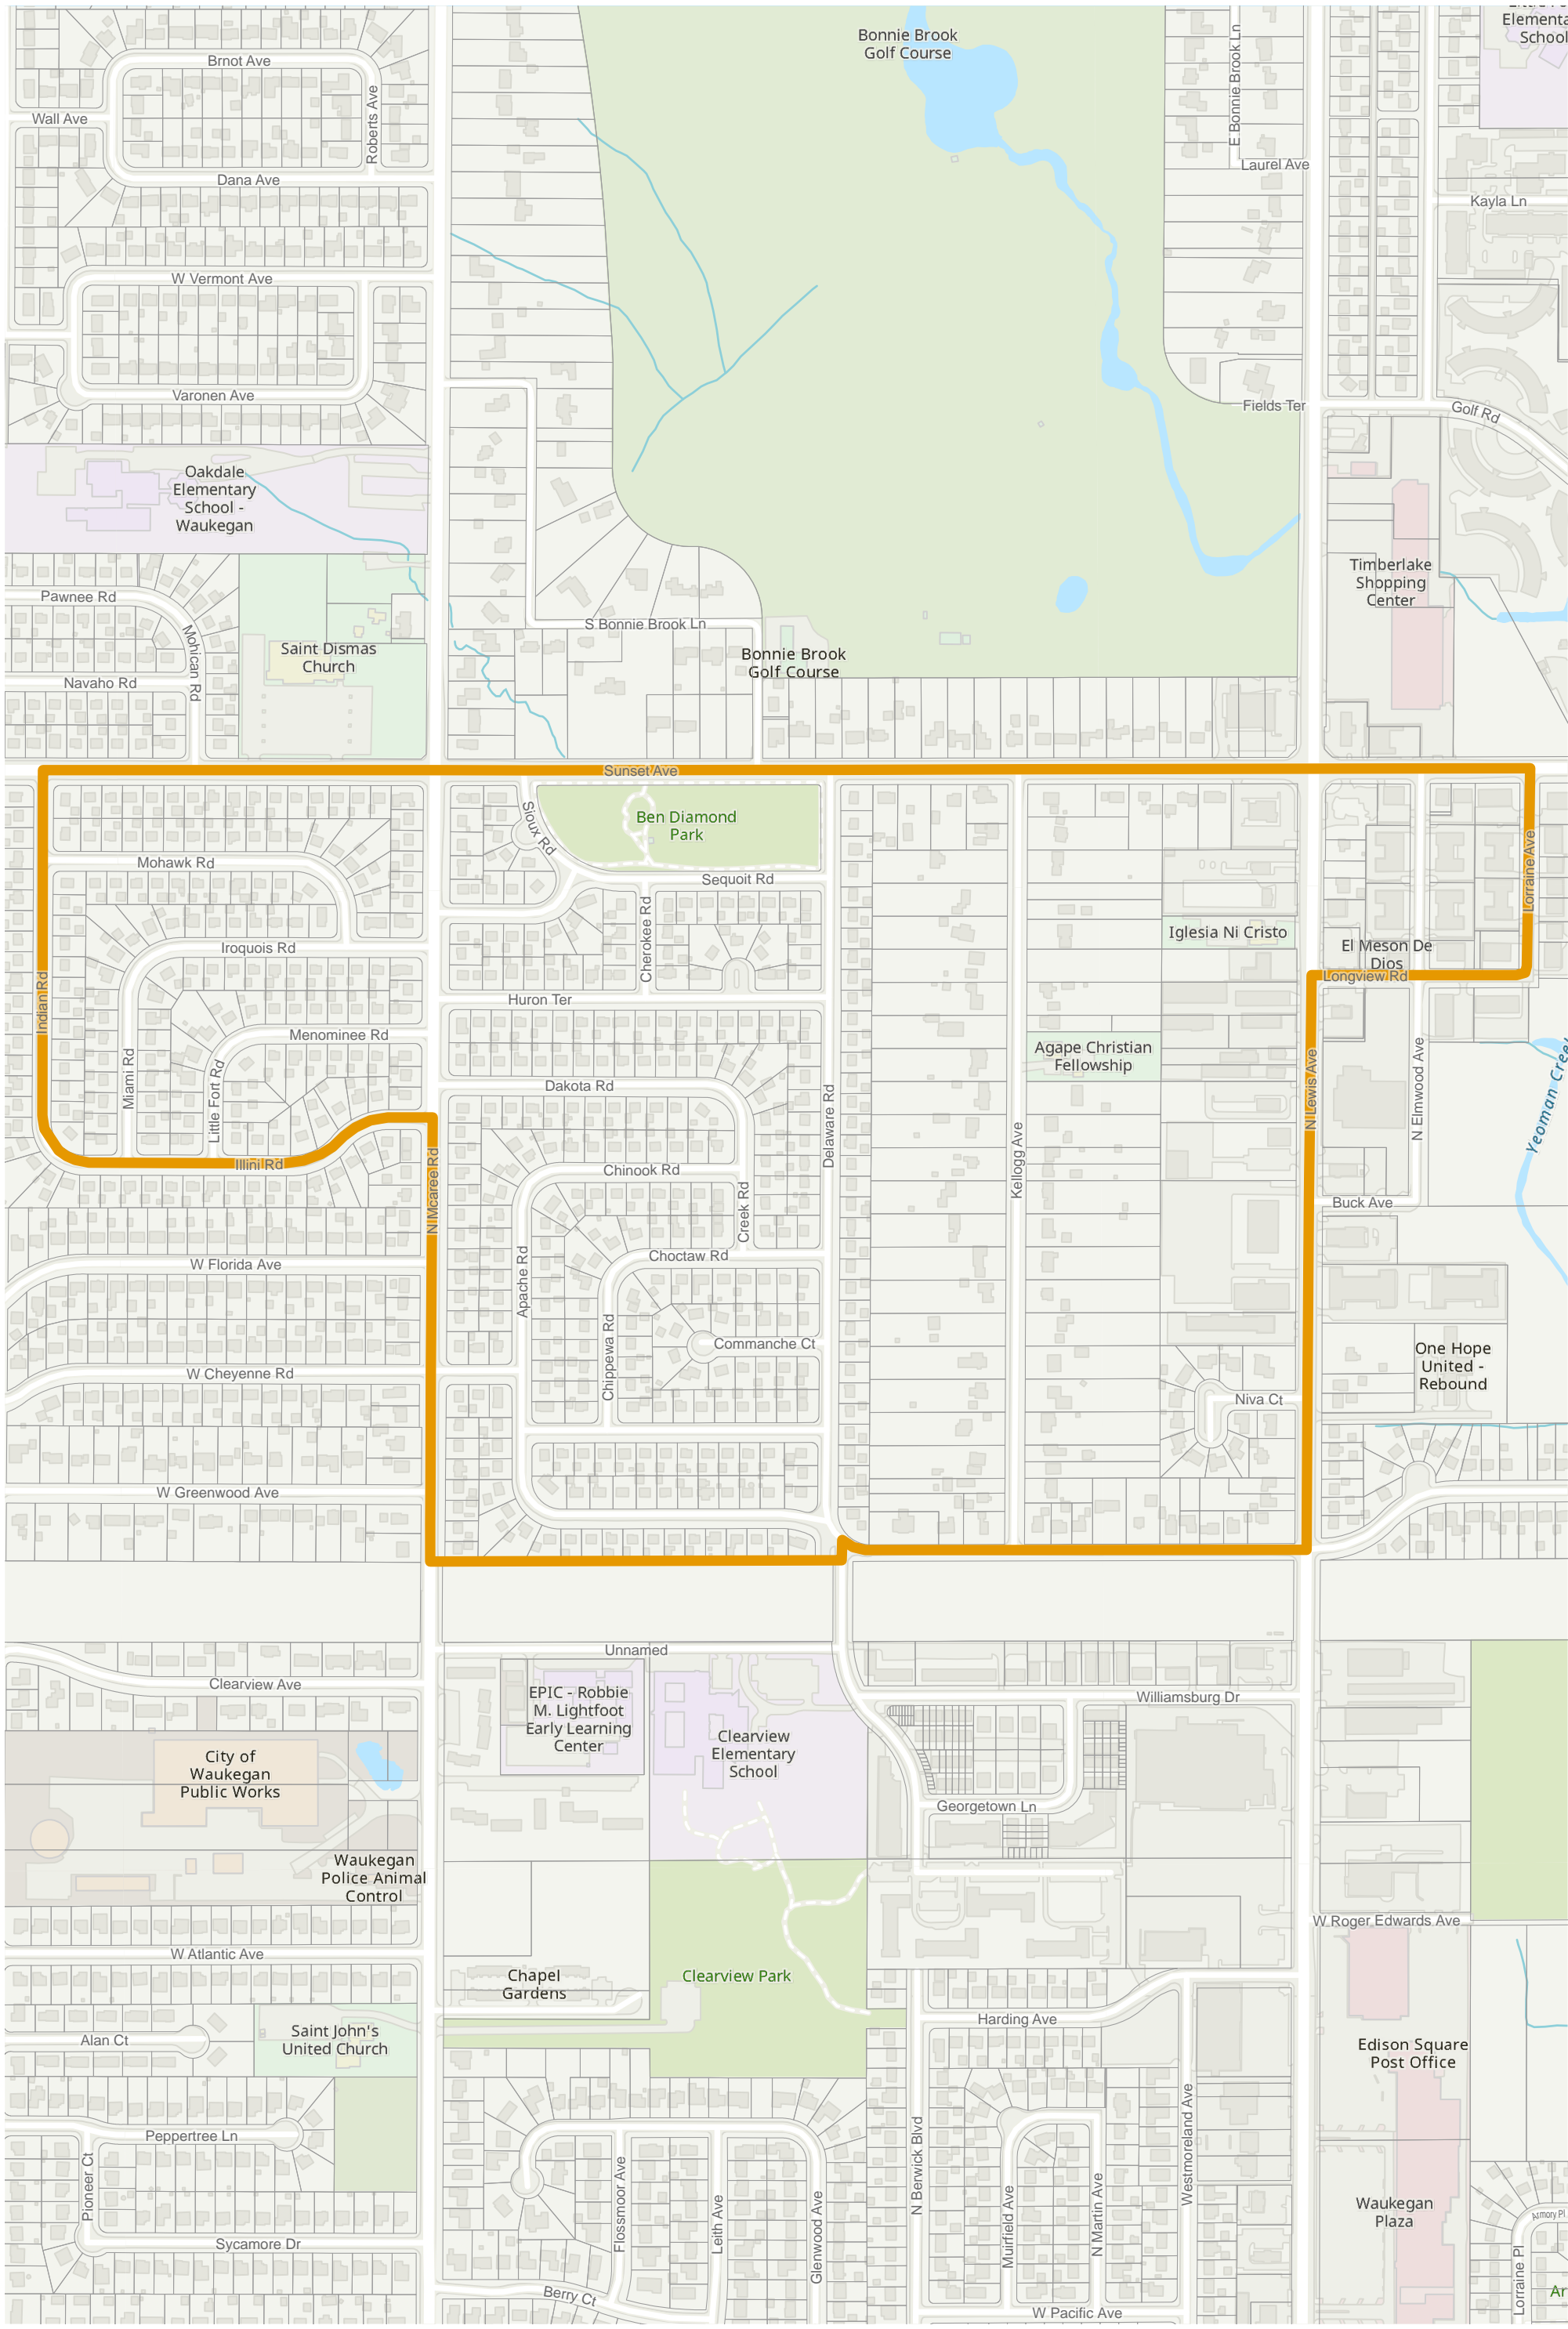 Bonnie Brook
Golf Course
Elementa
School
Brnot Ave
Roberts Ave
E Bonnie Brook Ln
Wall Ave
Laurel Ave
Dana Ave
Kayla Ln
W Vermont Ave
Varonen Ave
Fields Ter
Golf Rd
Oakdale
Elementary
School -
Waukegan
Timberlake
Shopping
Center
Pawnee Rd
Mohican Rd
S Bonnie Brook Ln
Saint Dismas
Church
Bonnie Brook
Golf Course
Navaho Rd
Sunset Ave
Sioux Rd
Ben Diamond
Park
Mohawk Rd
Sequoit Rd
Lorraine Ave
Cherokee Rd
Iglesia Ni Cristo
Iroquois Rd
El Meson De
Dios
Longview Rd
Indian Rd
Huron Ter
Menominee Rd
Agape Christian
Fellowship
Miami Rd
Little Fort Rd
Dakota Rd
Delaware Rd
N Lewis Ave
N Elmwood Ave
Yeoman Creek
Illini Rd
Chinook Rd
Kellogg Ave
N Mcaree Rd
Creek Rd
Buck Ave
W Florida Ave
Apache Rd
Choctaw Rd
Chippewa Rd
Commanche Ct
One Hope
United -
Rebound
W Cheyenne Rd
Niva Ct
W Greenwood Ave
Unnamed
Clearview Ave
EPIC - Robbie
M. Lightfoot
Early Learning
Center
Williamsburg Dr
Clearview
Elementary
School
City of
Waukegan
Public Works
Georgetown Ln
Waukegan
Police Animal
Control
W Roger Edwards Ave
W Atlantic Ave
Chapel
Gardens
Clearview Park
Alan Ct
Saint John's
United Church
Harding Ave
Edison Square
Post Office
Peppertree Ln
Pioneer Ct
Flossmoor Ave
Leith Ave
Glenwood Ave
N Berwick Blvd
Muirfield Ave
N Martin Ave
Westmoreland Ave
Waukegan
Plaza
Armory Pl
Sycamore Dr
Lorraine Pl
Berry Ct
Ar
W Pacific Ave